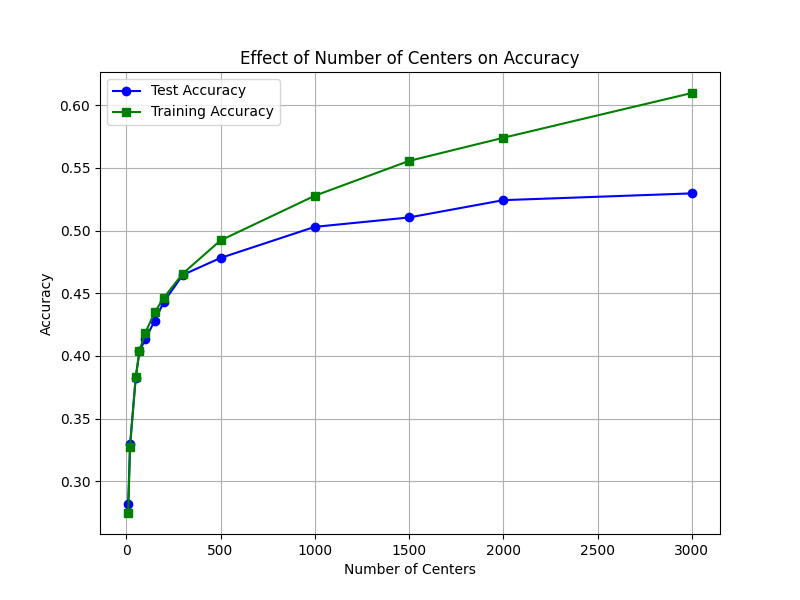 Effect of Number of Centers on Accuracy
Test Accuracy
Training Accuracy
0.60
0.55
0.50
0.45
0.40
0.35
0.30
Accuracy
0 500 1000 1500 2000 2500 3000
Number of Centers